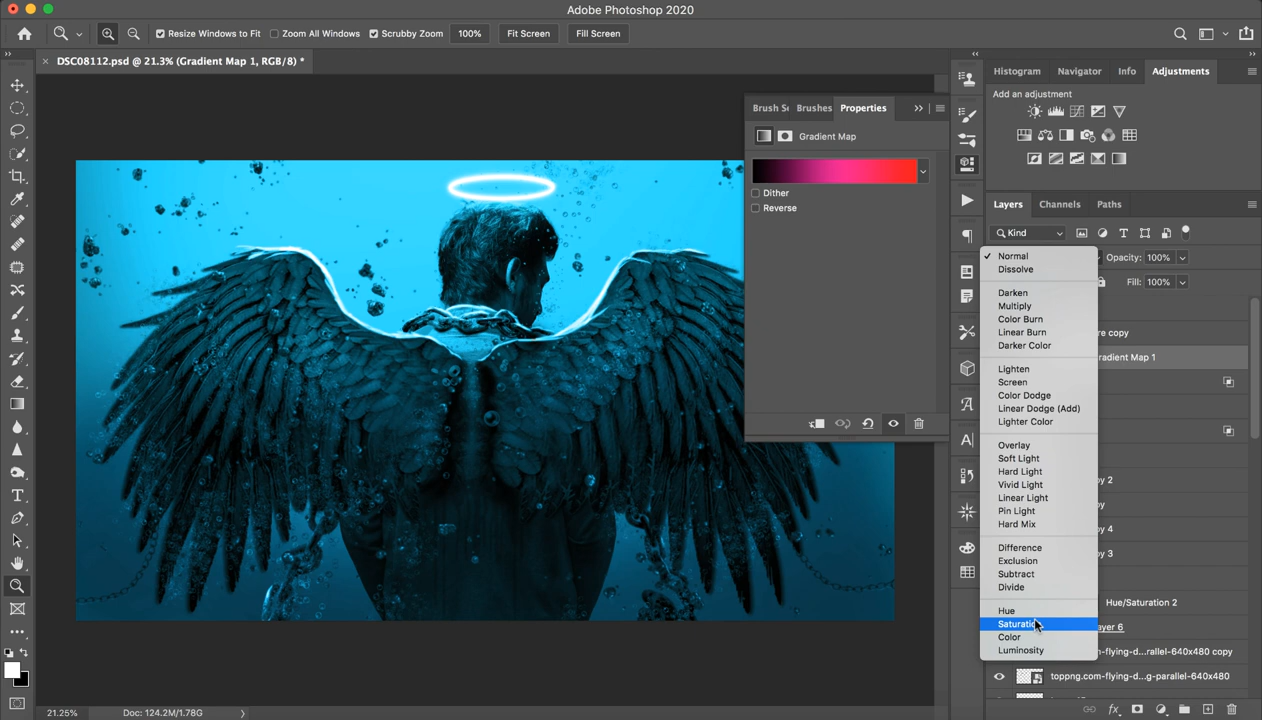 Adobe Photoshop 2020
Resize Windows to Fit
Zoom All Windows
Scrubby Zoom
100%
Fit Screen
Fill Screen
DSC08112.psd @ 21.3% (Gradient Map 1, RGB/8) *
Histogram
Navigator
Info
Adjustments
Add an adjustment
Brush Se
Brushes
Properties
Gradient Map
Dither
Reverse
Layers
Channels
Paths
Kind
Normal
Opacity: 100%
Dissolve
Fill: 100%
Darken
Multiply
Color Burn
Linear Burn
re copy
Darker Color
radient Map 1
Lighten
Screen
Color Dodge
Linear Dodge (Add)
Lighter Color
Overlay
Soft Light
Hard Light
Vivid Light
py 2
Linear Light
py
Pin Light
Hard Mix
py 4
Difference
py 3
Exclusion
Subtract
Divide
Hue/Saturation 2
Hue
Saturation
ayer 6
Color
Luminosity
m-flying-d...rallel-640x480 copy
toppng.com-flying-d...g-parallel-640x480
21.25%
Doc: 124.2M/1.78G